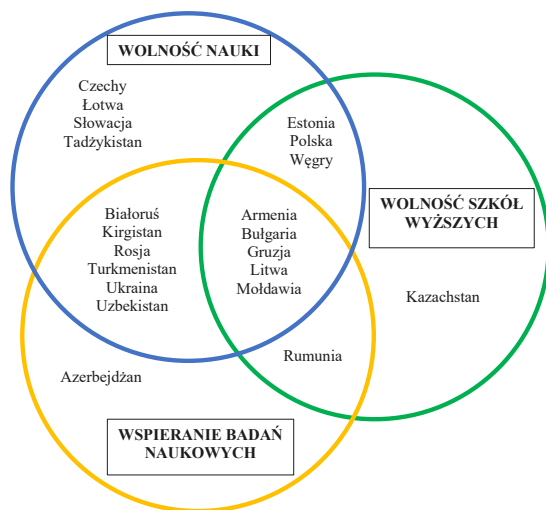 WOLNOŚĆ NAUKI
Czechy
Łotwa
Słowacja
Tadżykistan
Estonia
Polska
Węgry
WOLNOŚĆ SZKÓŁ
WYŻSZYCH
Białoruś
Kirgistan
Rosja
Turkmenistan
Ukraina
Uzbekistan
Armenia
Bułgaria
Gruzja
Litwa
Mołdawia
Kazachstan
Rumunia
Azerbejdżan
WSPIERANIE BADAŃ
NAUKOWYCH